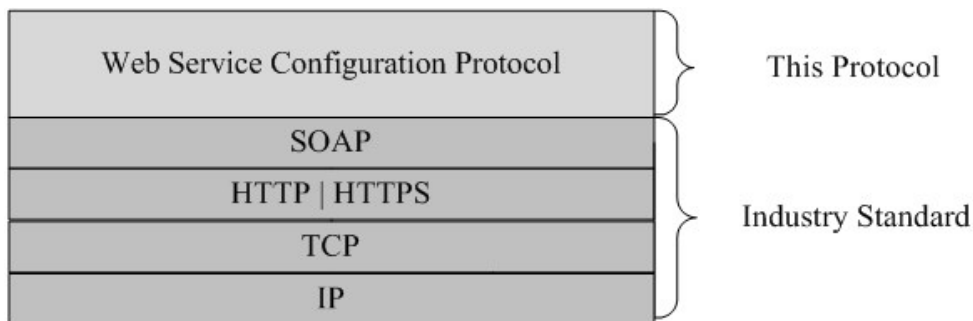 Web Service Configuration Protocol
This Protocol
SOAP
HTTP | HTTPS
TCP
IP
Industry Standard